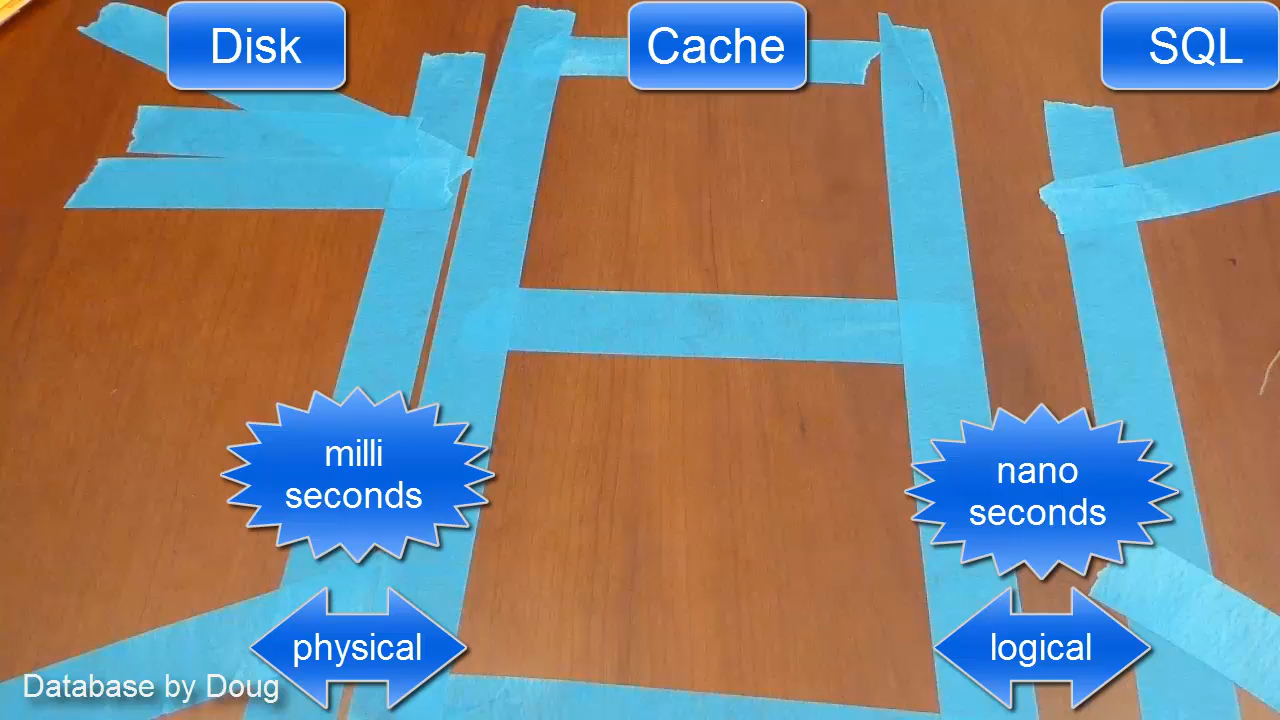 Disk
Cache
SQL
milli
seconds
nano
seconds
physical
logical
Database by Doug